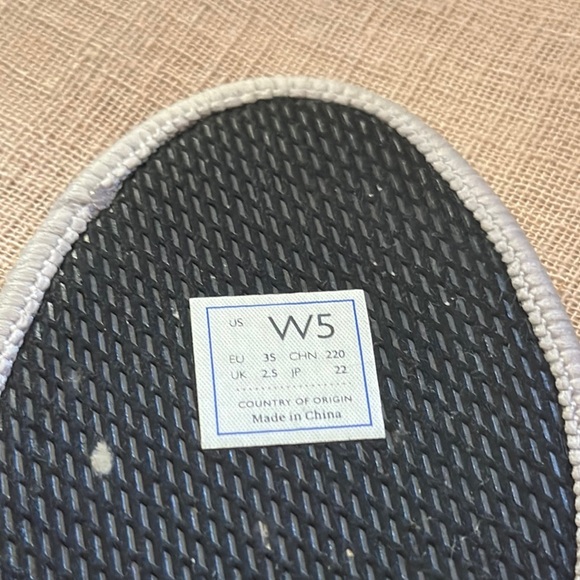 US W5
EU 35 CHN 220
UK 2.5 JP 22
COUNTRY OF ORIGIN
Made in China